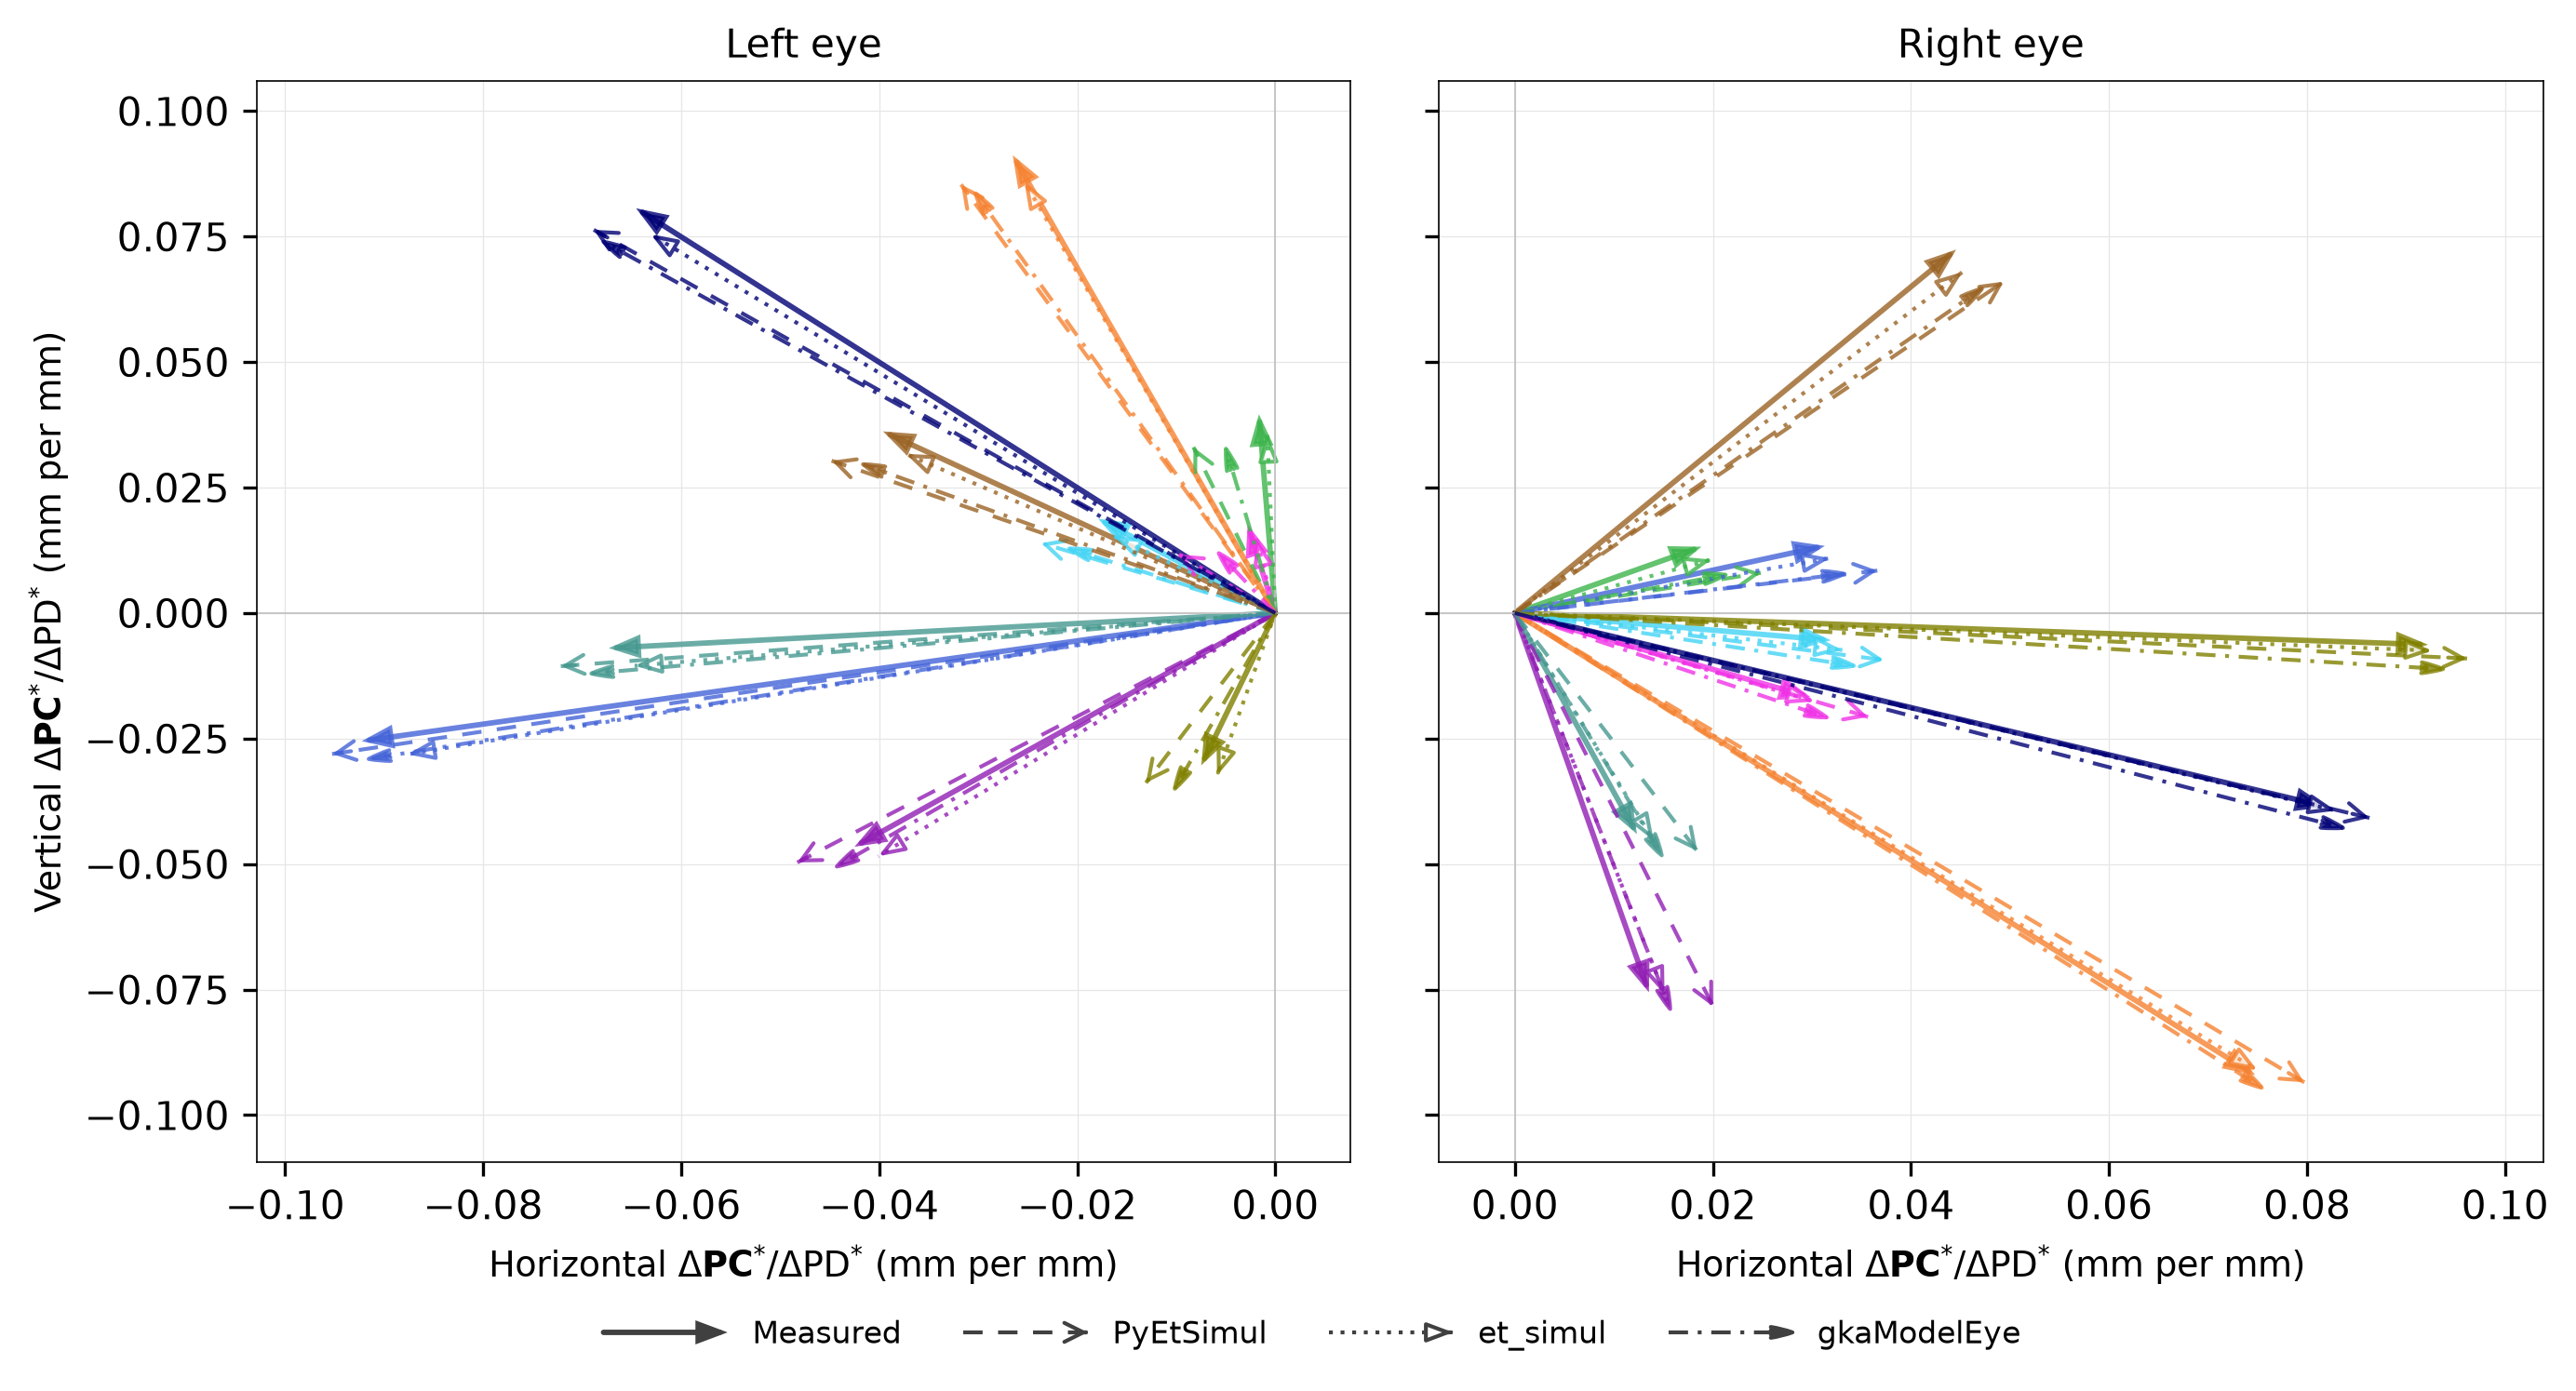 Left eye
Right eye
0.100
0.075
0.050
0.025
0.000
−0.025
−0.050
−0.075
−0.100
Vertical ΔPC*/ΔPD* (mm per mm)
−0.10 −0.08 −0.06 −0.04 −0.02 0.00
0.00 0.02 0.04 0.06 0.08 0.10
Horizontal ΔPC*/ΔPD* (mm per mm)
Horizontal ΔPC*/ΔPD* (mm per mm)
Measured PyEtSimul et_simul gkaModelEye